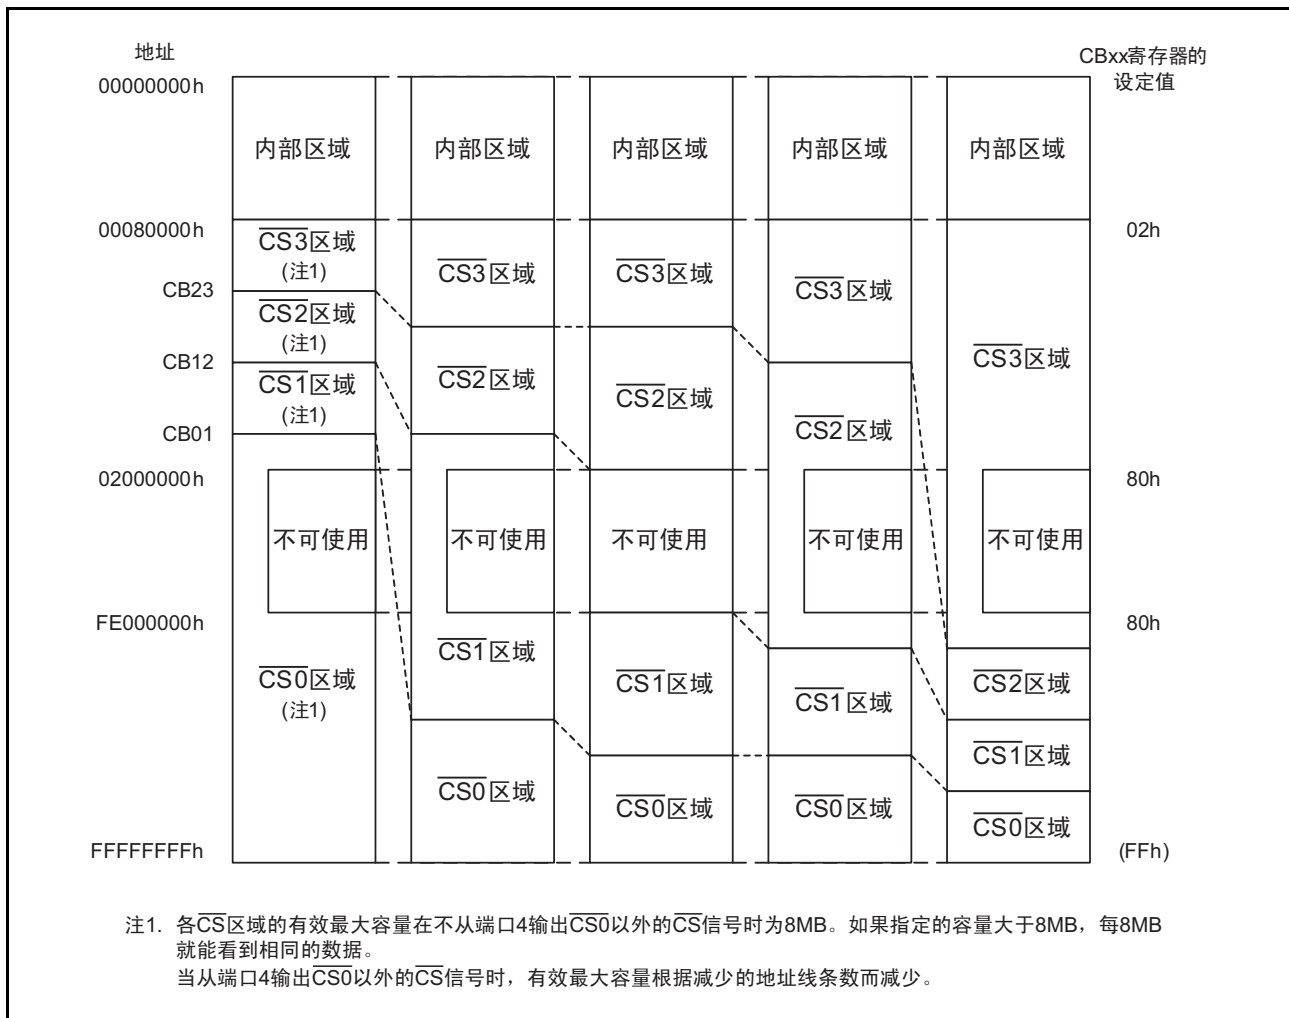 地址
CBxx寄存器的
设定值
00000000h
内部区域 内部区域 内部区域 内部区域 内部区域
00080000h
02h
CS3区域
(注1)
CS3区域
CS3区域
CS3区域
CS3区域
CB23
CS2区域
(注1)
CS2区域
CS2区域
CS2区域
CB12
CS1区域
(注1)
CB01
02000000h
80h
不可使用 不可使用 不可使用 不可使用 不可使用
FE000000h
80h
CS0区域
(注1)
CS1区域
CS1区域
CS1区域
CS2区域
CS1区域
CS0区域
CS0区域
CS0区域
CS0区域
FFFFFFFFh
(FFh)
注1. 各CS区域的有效最大容量在不从端口4输出CS0以外的CS信号时为8MB。如果指定的容量大于8MB，每8MB
就能看到相同的数据。
当从端口4输出CS0以外的CS信号时，有效最大容量根据减少的地址线条数而减少。